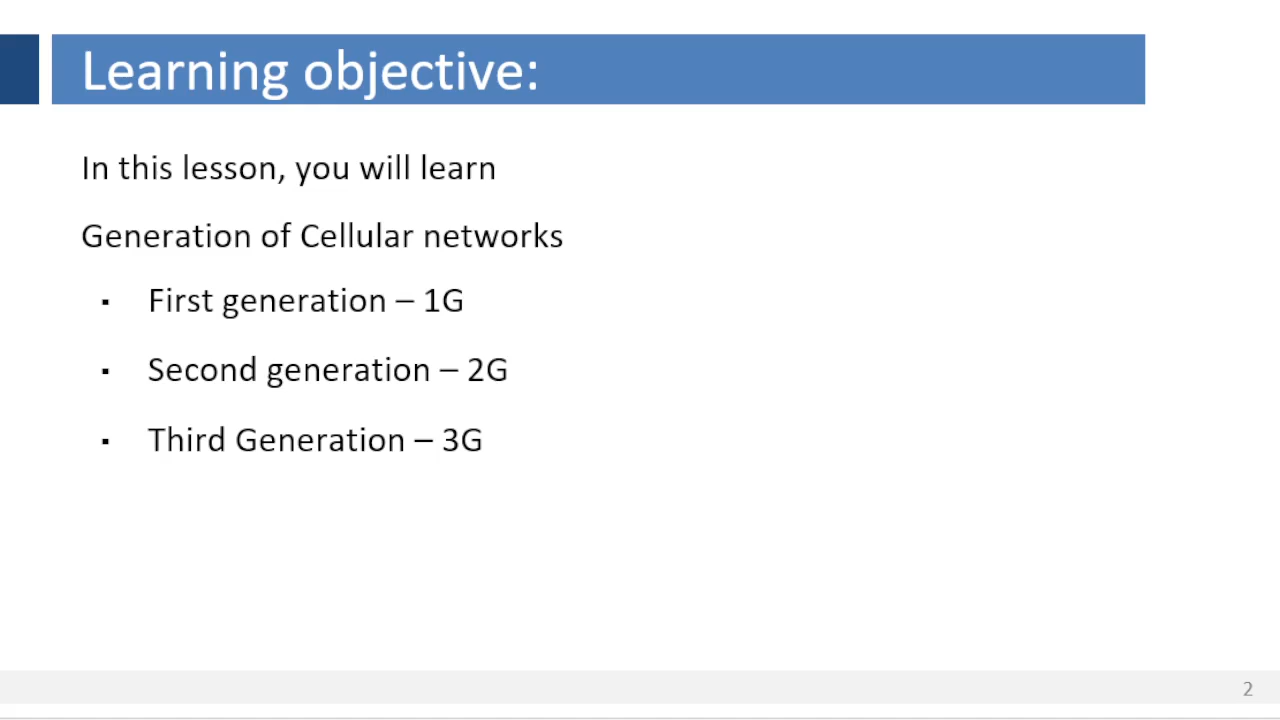 Learning objective:
In this lesson, you will learn
Generation of Cellular networks
▪ First generation – 1G
▪ Second generation – 2G
▪ Third Generation – 3G
2